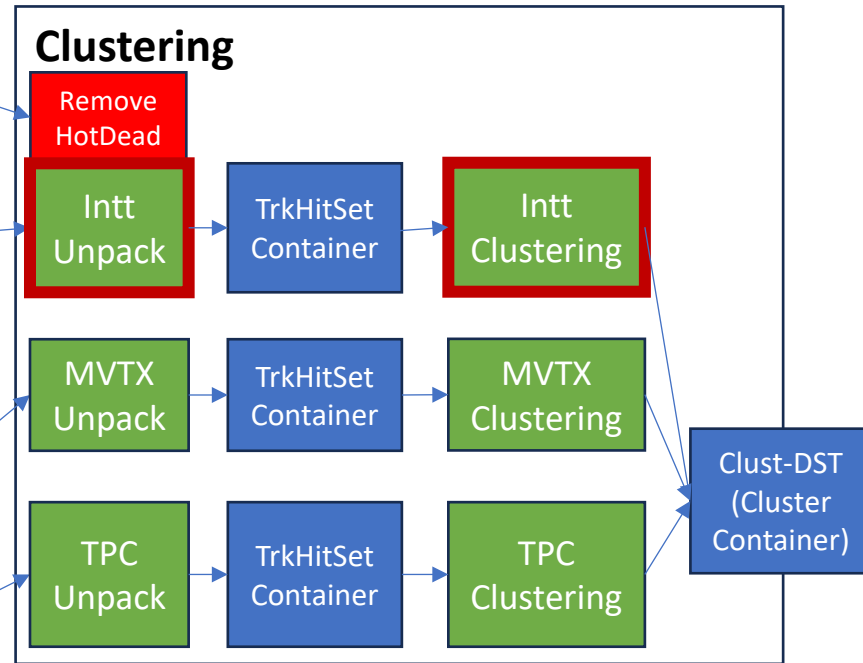 Clustering
Remove
HotDead
Intt
Unpack
TrkHitSet
Container
Intt
Clustering
MVTX
Unpack
TrkHitSet
Container
MVTX
Clustering
TPC
Unpack
TrkHitSet
Container
TPC
Clustering
Clust-DST
(Cluster
Container)